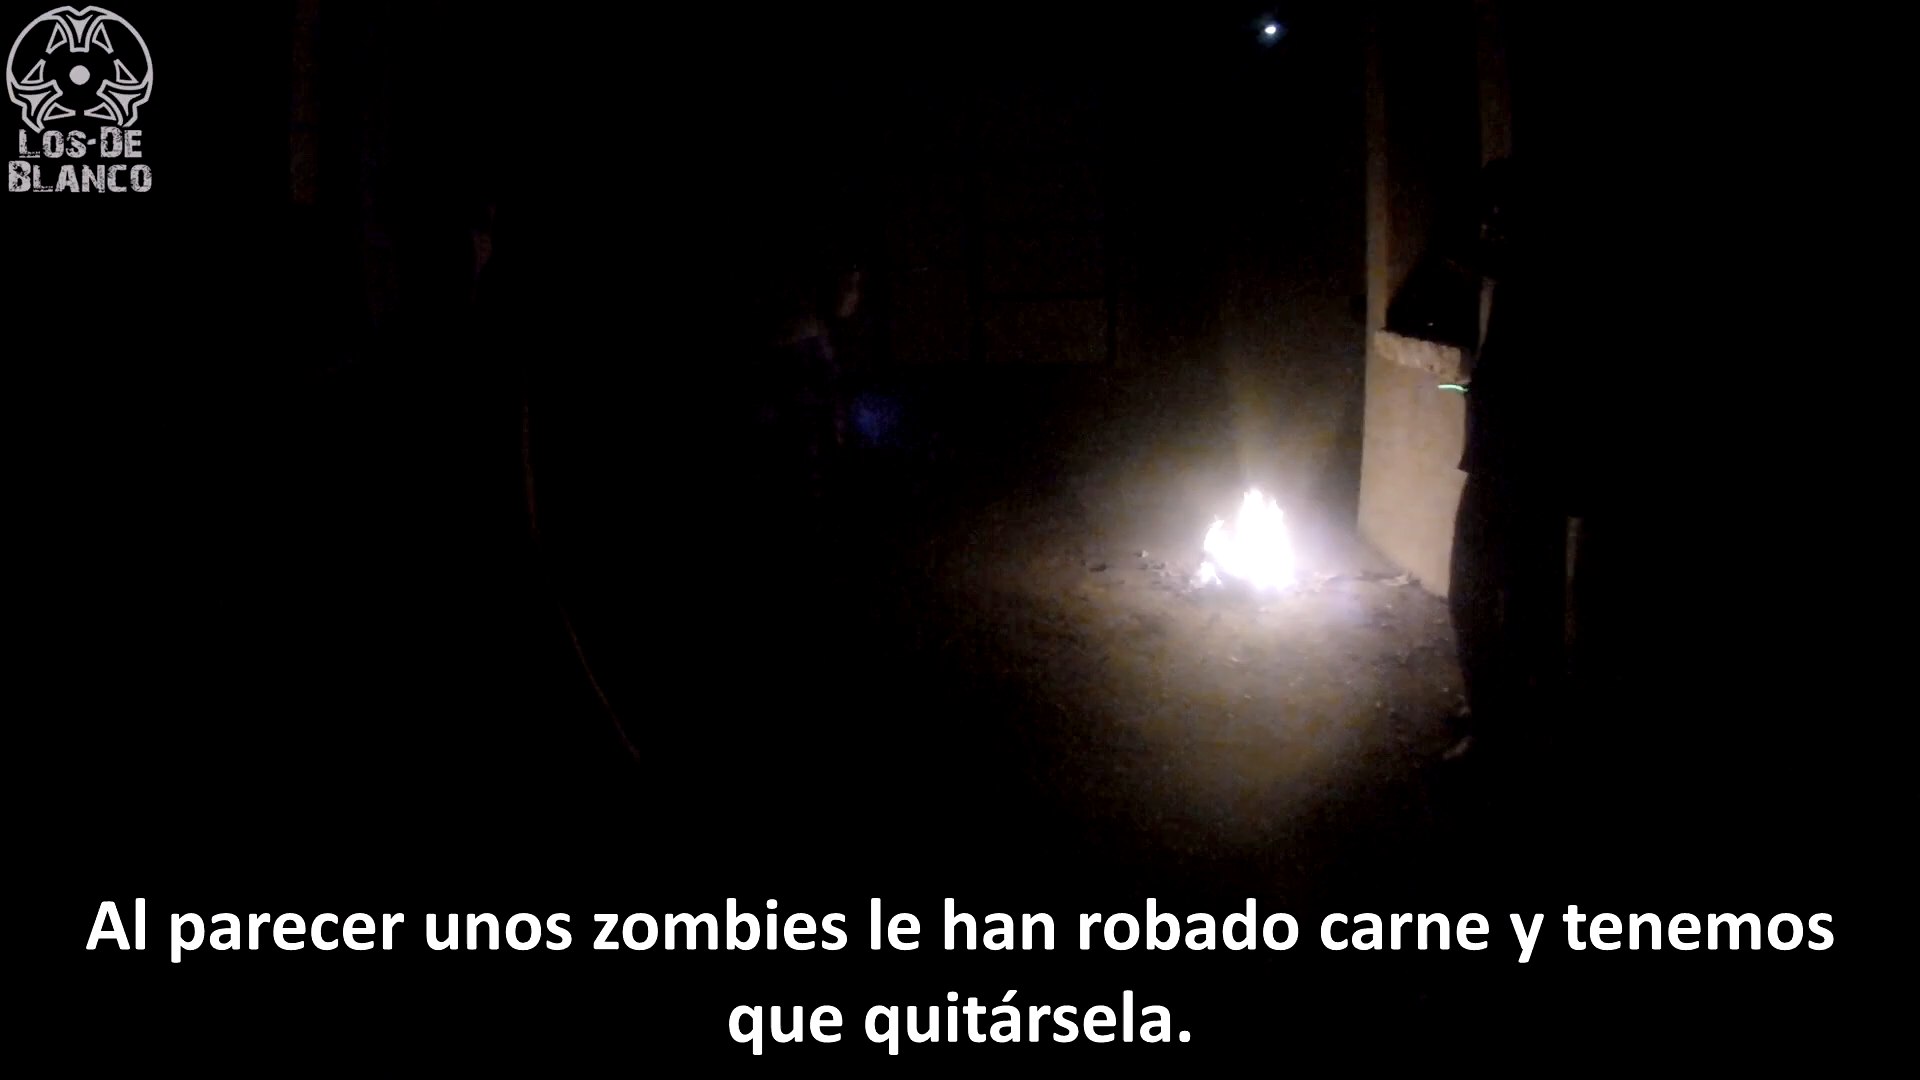 LOS-DE
BLANCO
Al parecer unos zombies le han robado carne y tenemos
que quitársela.